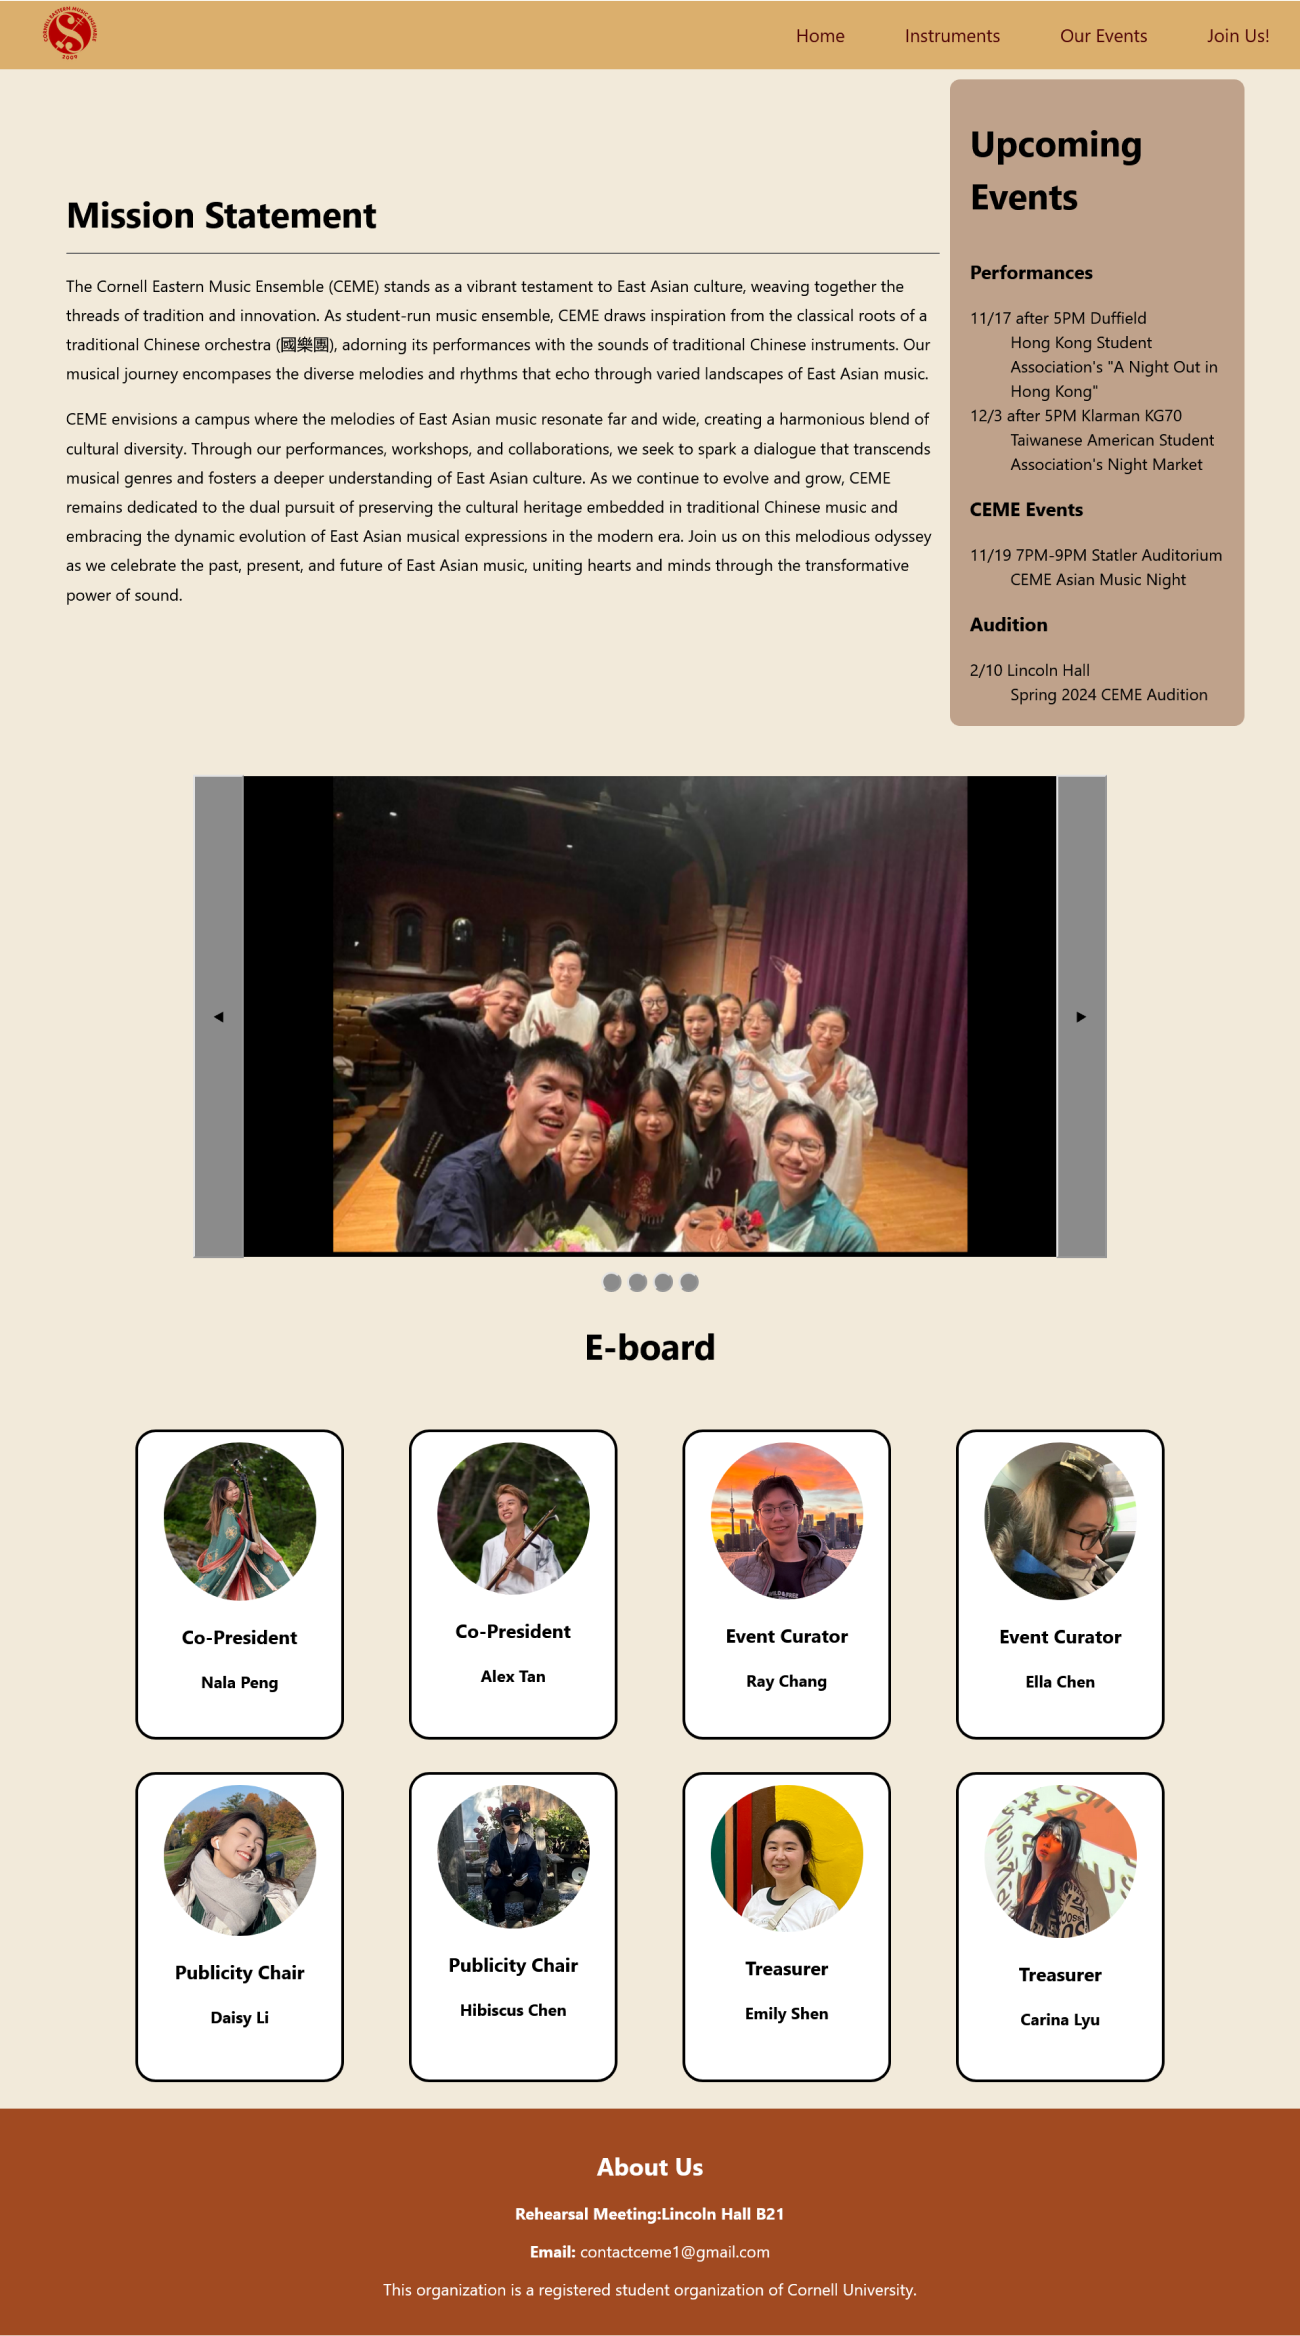 CORNELL EASTERN MUSIC ENSEMBLE
2009
Home
Instruments
Our Events
Join Us!
Mission Statement
The Cornell Eastern Music Ensemble (CEME) stands as a vibrant testament to East Asian culture, weaving together the
threads of tradition and innovation. As student-run music ensemble, CEME draws inspiration from the classical roots of a
traditional Chinese orchestra (國樂團), adorning its performances with the sounds of traditional Chinese instruments. Our
musical journey encompases the diverse melodies and rhythms that echo through varied landscapes of East Asian music.
CEME envisions a campus where the melodies of East Asian music resonate far and wide, creating a harmonious blend of
cultural diversity. Through our performances, workshops, and collaborations, we seek to spark a dialogue that transcends
musical genres and fosters a deeper understanding of East Asian culture. As we continue to evolve and grow, CEME
remains dedicated to the dual pursuit of preserving the cultural heritage embedded in traditional Chinese music and
embracing the dynamic evolution of East Asian musical expressions in the modern era. Join us on this melodious odyssey
as we celebrate the past, present, and future of East Asian music, uniting hearts and minds through the transformative
power of sound.
Upcoming
Events
Performances
11/17 after 5PM Duffield
Hong Kong Student
Association's "A Night Out in
Hong Kong"
12/3 after 5PM Klarman KG70
Taiwanese American Student
Association's Night Market
CEME Events
11/19 7PM-9PM Statler Auditorium
CEME Asian Music Night
Audition
2/10 Lincoln Hall
Spring 2024 CEME Audition
E-board
Co-President
Nala Peng
Co-President
Alex Tan
Event Curator
Ray Chang
Event Curator
Ella Chen
Publicity Chair
Daisy Li
Publicity Chair
Hibiscus Chen
Treasurer
Emily Shen
Treasurer
Carina Lyu
About Us
Rehearsal Meeting:Lincoln Hall B21
Email: contactceme1@gmail.com
This organization is a registered student organization of Cornell University.